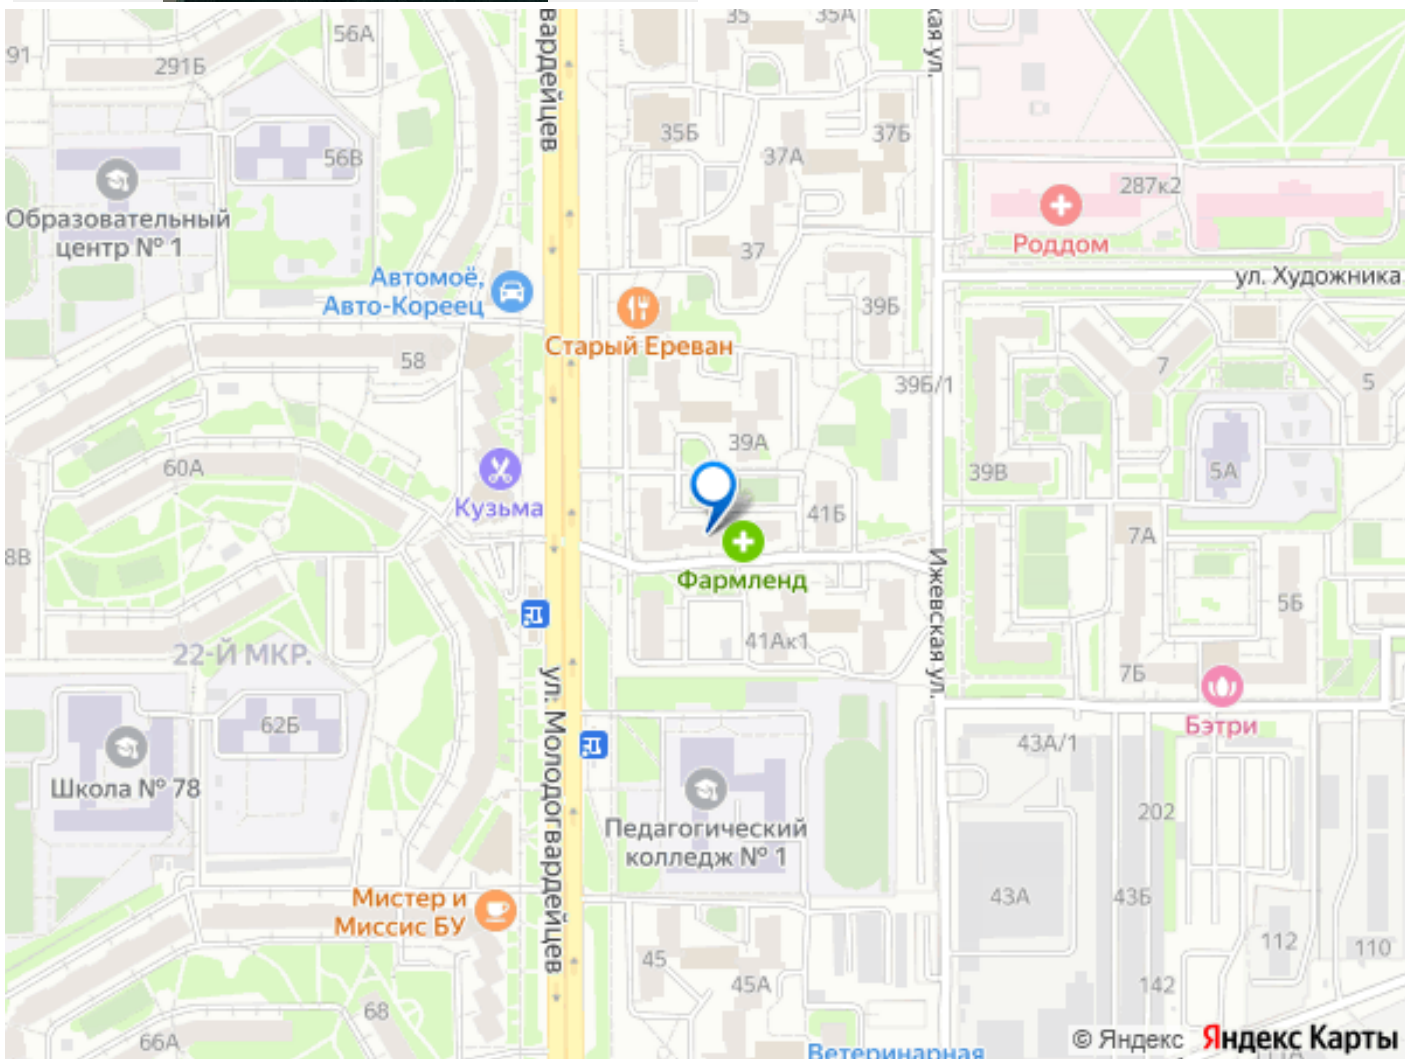 вардейцев
кая ул.
35
35А
56А
91
291Б
35Б
37Б
37А
56В
287к2
Образовательный
центр № 1
Роддом
37
ул. Художника
Автомоё,
Авто-Кореец
39Б
Старый Ереван
58
7
5
39Б/1
39А
60А
39В
5А
Кузьма
41Б
7А
8В
Фармленд
Ижевская ул.
5Б
41Ак1
22-Й МКР.
7Б
ул. Молодогвардейцев
62Б
Бэтри
43А/1
Школа № 78
202
Педагогический
колледж № 1
43А
43Б
Мистер и
Миссис БУ
112
110
45
45А
142
68
66А
Ветеринарная
© Яндекс
Яндекс Карты